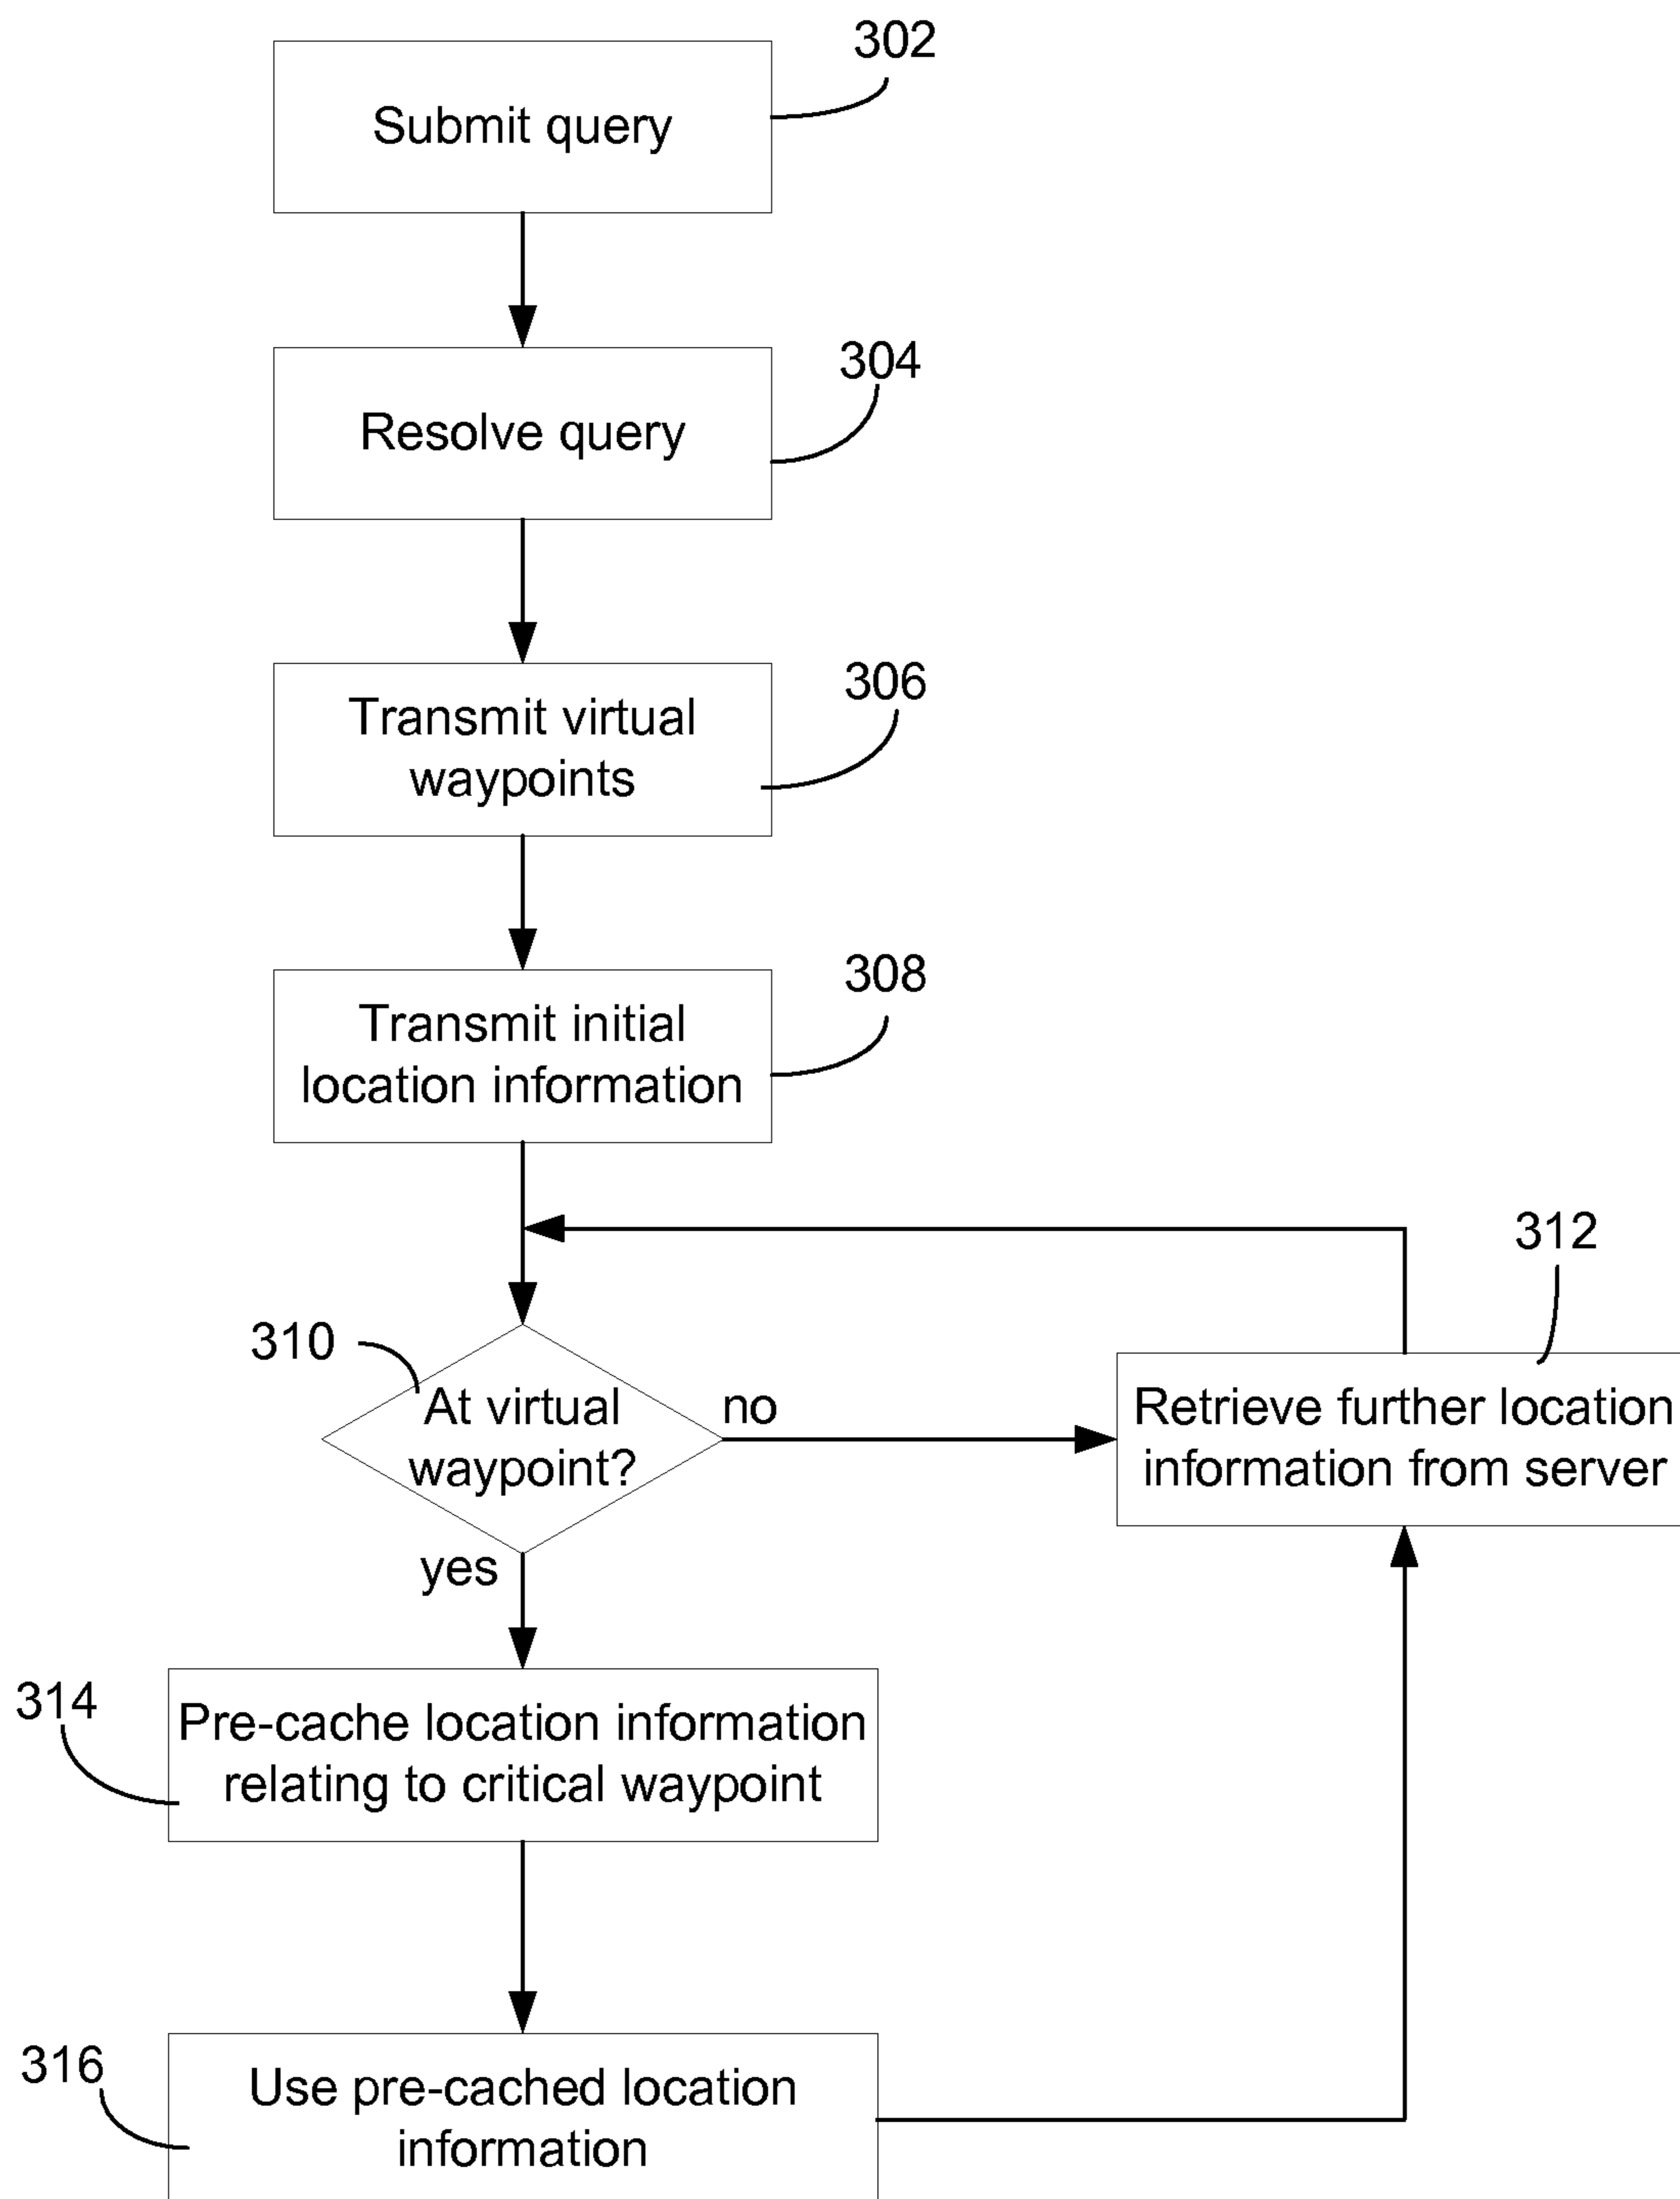 302
Submit query
304
Resolve query
306
Transmit virtual
waypoints
308
Transmit initial
location information
312
310
At virtual
waypoint?
no
Retrieve further location
information from server
yes
314
Pre-cache location information
relating to critical waypoint
316
Use pre-cached location
information